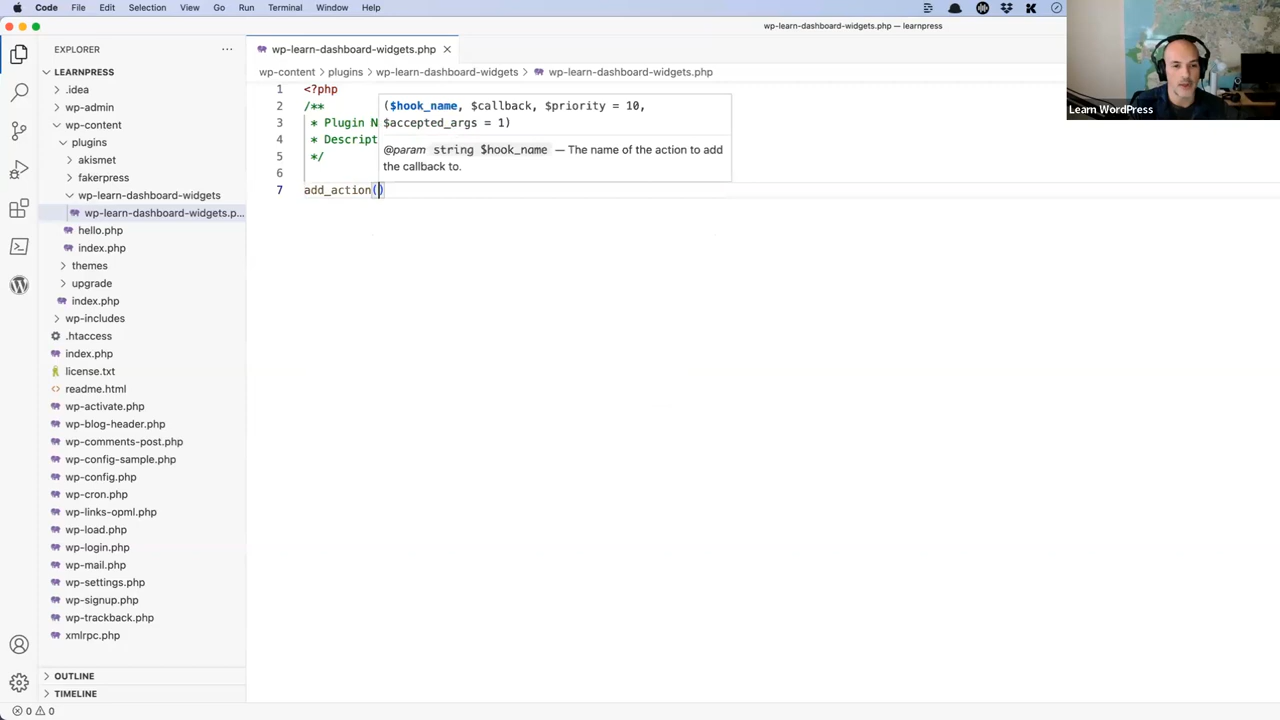 Code File Edit Selection View Go Run Terminal Window Help
wp-learn-dashboard-widgets.php — learnpress
Learn WordPress
EXPLORER
LEARNPRESS
.idea
wp-admin
wp-content
plugins
akismet
fakerpress
wp-learn-dashboard-widgets
wp-learn-dashboard-widgets.p...
hello.php
index.php
themes
upgrade
index.php
wp-includes
.htaccess
index.php
license.txt
readme.html
wp-activate.php
wp-blog-header.php
wp-comments-post.php
wp-config-sample.php
wp-config.php
wp-cron.php
wp-links-opml.php
wp-load.php
wp-login.php
wp-mail.php
wp-settings.php
wp-signup.php
wp-trackback.php
xmlrpc.php
OUTLINE
TIMELINE
0 0
wp-learn-dashboard-widgets.php
wp-content > plugins > wp-learn-dashboard-widgets > wp-learn-dashboard-widgets.php
1 <?php
2 /**
3 * Plugin N
4 * Descript
5 */
6
7 add_action()
($hook_name, $callback, $priority = 10,
$accepted_args = 1)
@param string $hook_name — The name of the action to add
the callback to.